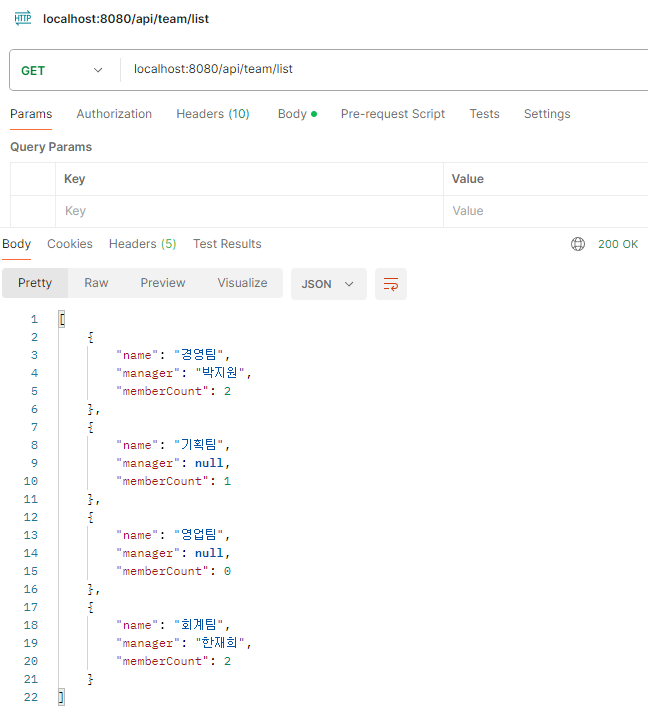 HTTP localhost:8080/api/team/list
GET localhost:8080/api/team/list
Params Authorization Headers (10) Body Pre-request Script Tests Settings
Query Params
Key Value
Key Value
Body Cookies Headers (5) Test Results 200 OK
Pretty Raw Preview Visualize JSON
1 [
2 {
3 "name": "경영팀",
4 "manager": "박지원",
5 "memberCount": 2
6 },
7 {
8 "name": "기획팀",
9 "manager": null,
10 "memberCount": 1
11 },
12 {
13 "name": "영업팀",
14 "manager": null,
15 "memberCount": 0
16 },
17 {
18 "name": "회계팀",
19 "manager": "한재희",
20 "memberCount": 2
21 }
22 ]